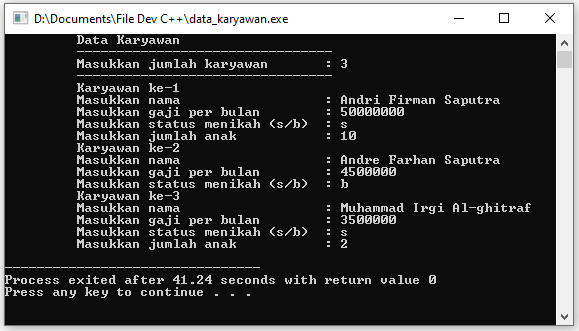 D:\Documents\File Dev C++\data_karyawan.exe
Data Karyawan
--------------------------------
Masukkan jumlah karyawan : 3
--------------------------------
Karyawan ke-1
Masukkan nama : Andri Firman Saputra
Masukkan gaji per bulan : 50000000
Masukkan status menikah (s/b) : s
Masukkan jumlah anak : 10
Karyawan ke-2
Masukkan nama : Andre Farhan Saputra
Masukkan gaji per bulan : 4500000
Masukkan status menikah (s/b) : b
Karyawan ke-3
Masukkan nama : Muhammad Irgi Al-ghitraf
Masukkan gaji per bulan : 3500000
Masukkan status menikah (s/b) : s
Masukkan jumlah anak : 2
--------------------------------
Process exited after 41.24 seconds with return value 0
Press any key to continue . . .